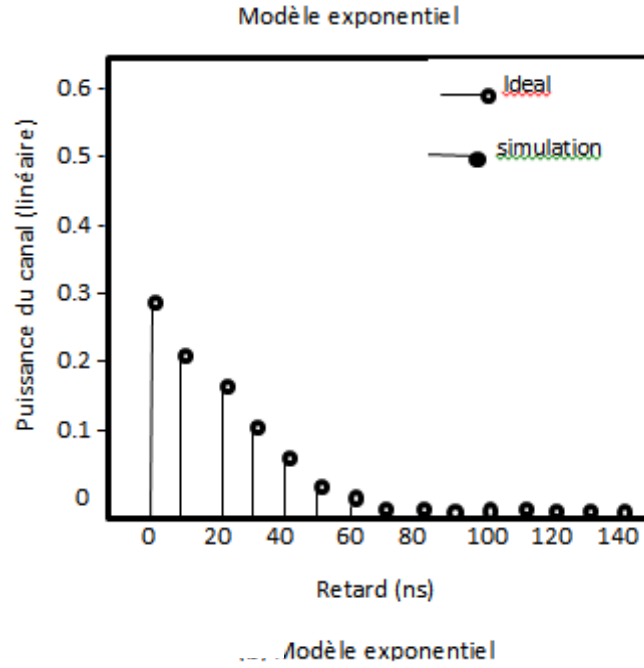 Modèle exponentiel
0.6
Ideal
0.5
simulation
0.4
0.3
0.2
0.1
0
Puissance du canal (linéaire)
0 20 40 60 80 100 120 140
Retard (ns)
Modèle exponentiel